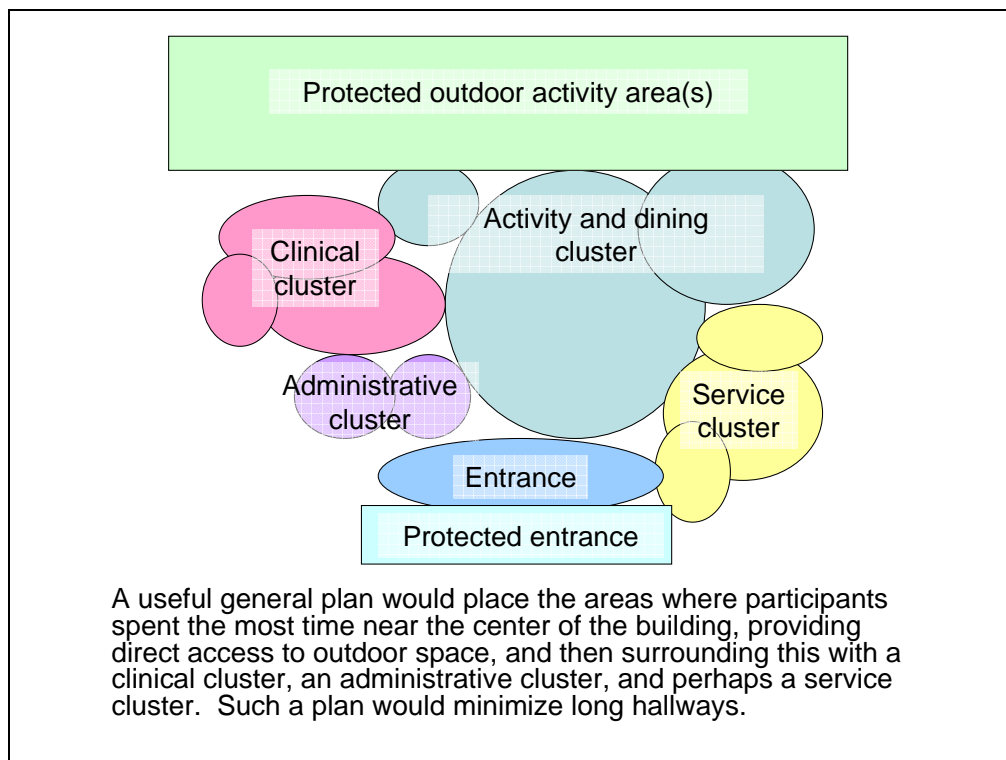 Protected outdoor activity area(s)
Activity and dining
cluster
Clinical
cluster
Administrative
cluster
Service
cluster
Entrance
Protected entrance
A useful general plan would place the areas where participants
spent the most time near the center of the building, providing
direct access to outdoor space, and then surrounding this with a
clinical cluster, an administrative cluster, and perhaps a service
cluster.  Such a plan would minimize long hallways.